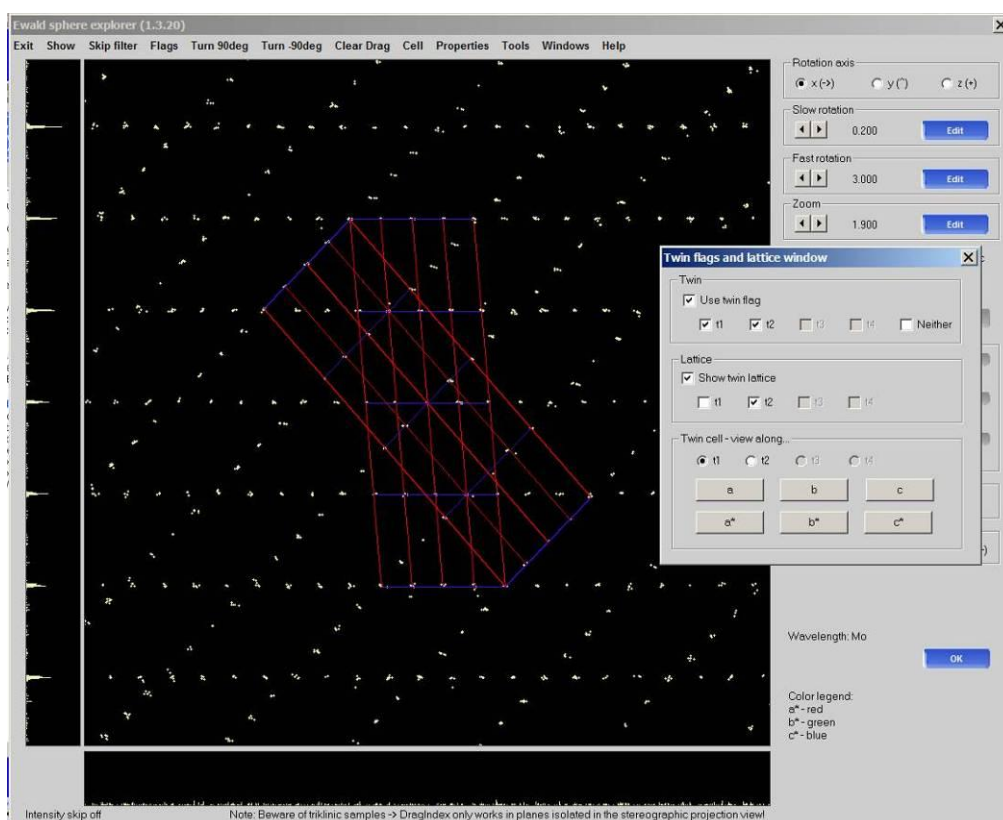 Ewald sphere explorer (1.3.20)
Exit Show Skip filter Flags Turn 90deg Turn -90deg Clear Drag Cell Properties Tools Windows Help
Rotation axis
x (->) y (^) z (+)
Slow rotation
0.200 Edit
Fast rotation
3.000 Edit
Zoom
1.900 Edit
Twin flags and lattice window
Twin
Use twin flag
t1 t2 t3 t4 Neither
Lattice
Show twin lattice
t1 t2 t3 t4
Twin cell - view along...
t1 t2 t3 t4
a b c
a* b* c*
Wavelength: Mo
OK
Color legend:
a* - red
b* - green
c* - blue
Intensity skip off
Note: Beware of triklinic samples -> DragIndex only works in planes isolated in the stereographic projection view!